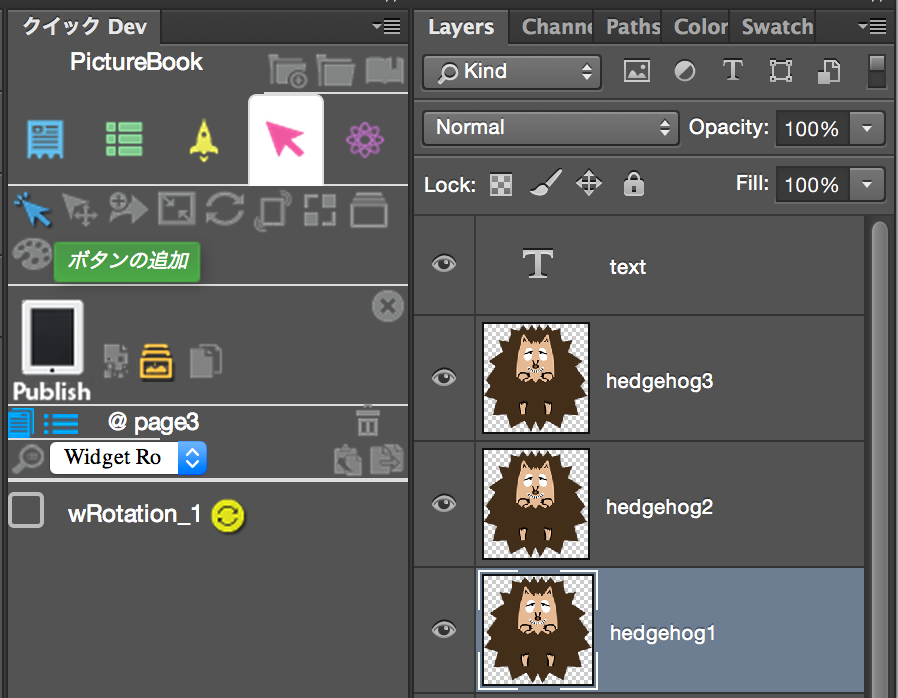 クイック Dev
PictureBook
ボタンの追加
Publish
@ page3
Widget Ro
wRotation_1
Layers
Channe
Paths
Color
Swatch
Kind
Normal
Opacity: 100%
Lock:
Fill: 100%
T text
hedgehog3
hedgehog2
hedgehog1